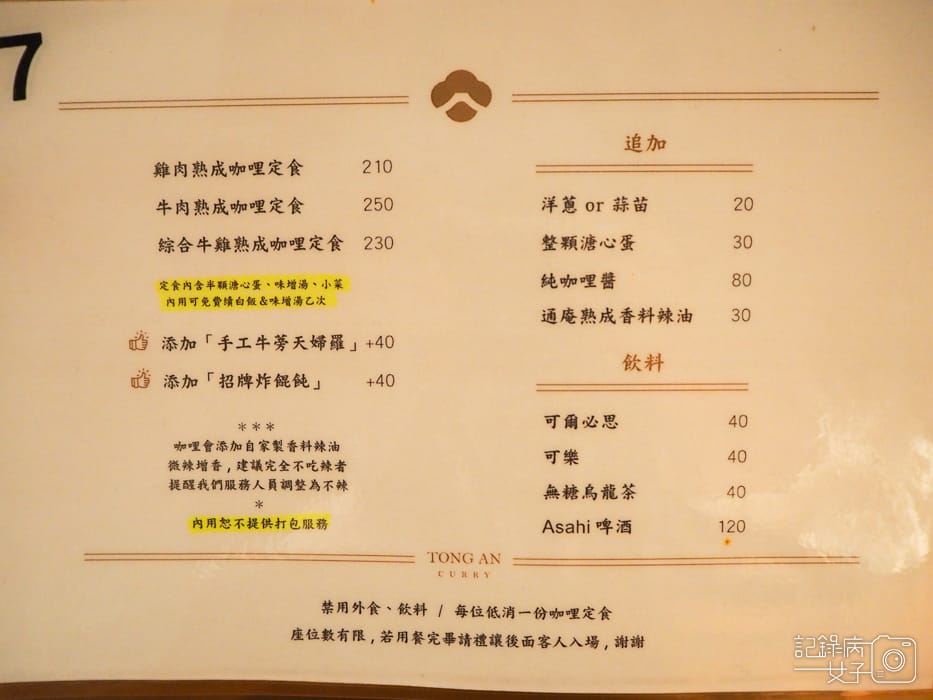 7
雞肉熟成咖哩定食 210
牛肉熟成咖哩定食 250
綜合牛雞熟成咖哩定食 230
定食內含半顆溏心蛋、味增湯、小菜
內用可免費續白飯&味增湯乙次
添加「手工牛蒡天婦羅」+40
添加「招牌炸餛飩」 +40
***
咖哩會添加自家製香料辣油
微辣增香,建議完全不吃辣者
提醒我們服務人員調整為不辣
*
內用恕不提供打包服務
追加
洋蔥 or 蒜苗 20
整顆溏心蛋 30
純咖哩醬 80
通庵熟成香料辣油 30
飲料
可爾必思 40
可樂 40
無糖烏龍茶 40
Asahi 啤酒 120
TONG AN
CURRY
禁用外食、飲料 / 每位低消一份咖哩定食
座位數有限,若用餐完畢請禮讓後面客人入場,謝謝
記錄病
女子